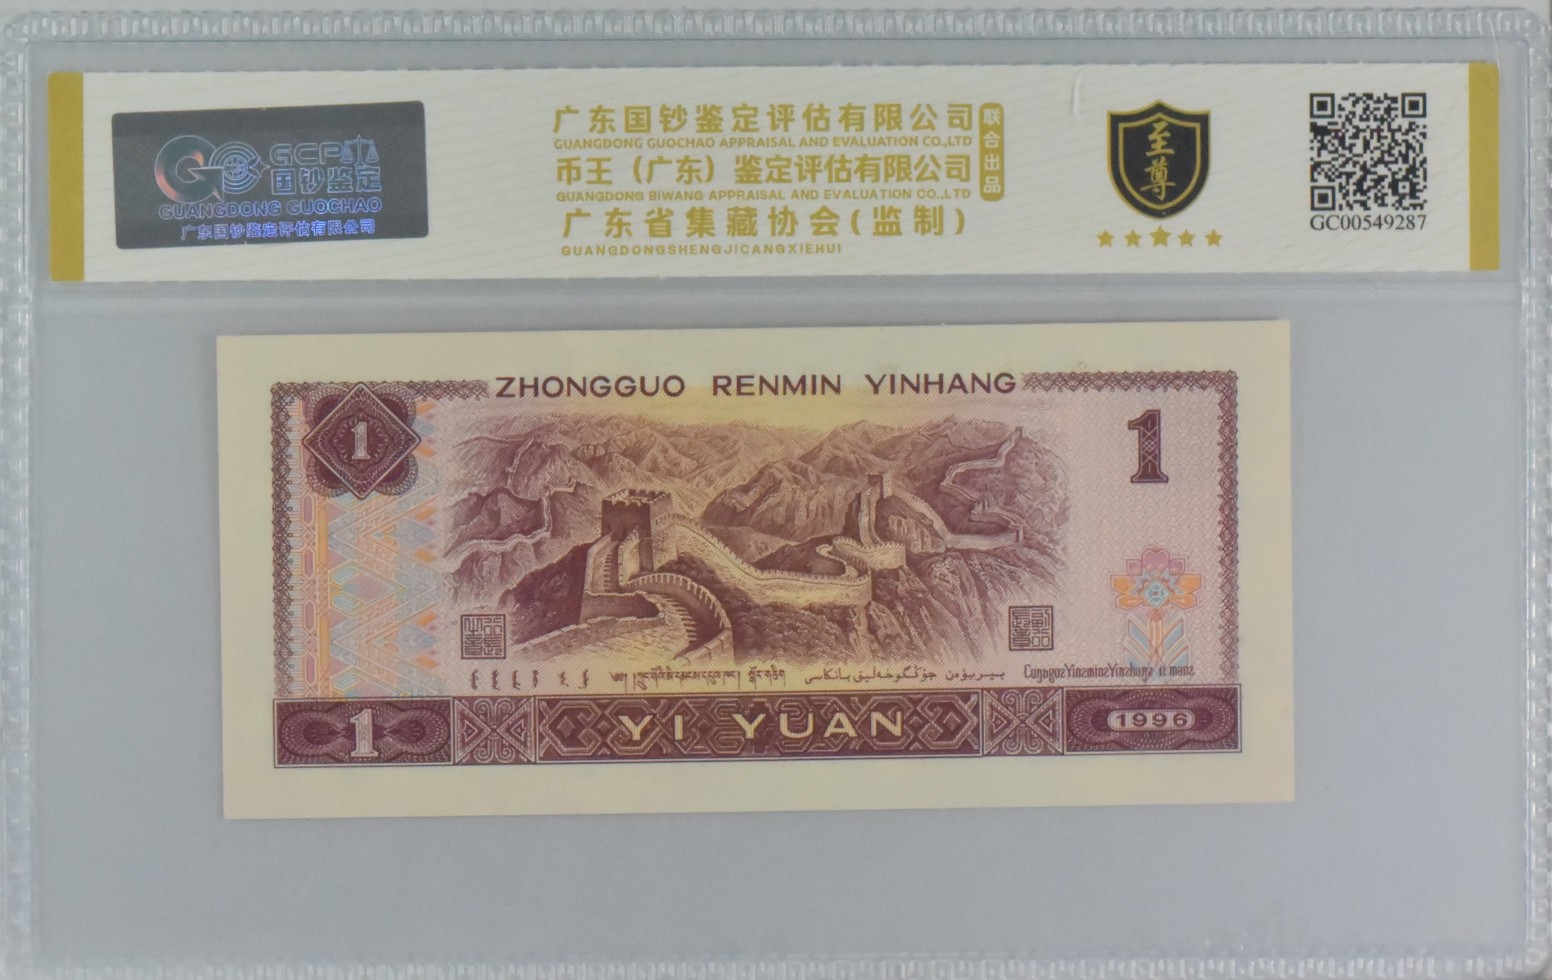 GCP
国钞鉴定
GUANGDONG GUOCHAO
广东国钞鉴定评估有限公司
广东国钞鉴定评估有限公司
GUANGDONG GUOCHAO APPRAISAL AND EVALUATION CO.,LTD
币王（广东）鉴定评估有限公司
GUANGDONG BIWANG APPRAISAL AND EVALUATION CO.,LTD
联合出品
广东省集藏协会(监制)
GUANGDONGSHENGJICANGXIEHUI
至尊
GC00549287
ZHONGGUO RENMIN YINHANG
1
1
CunƅgozYinzminzYinzhangz it maenz
1
YI YUAN
1996